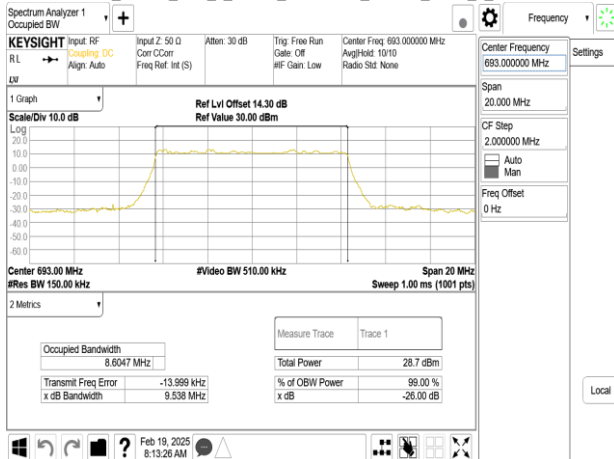 Spectrum Analyzer 1
Occupied BW
+
Frequency
KEYSIGHT Input: RF Input Z: 50 Ω Atten: 30 dB Trig: Free Run Center Freq: 693.000000 MHz
RL Coupling: DC Corr CCorr Gate: Off Avg|Hold: 10/10
Align: Auto Freq Ref: Int (S) #IF Gain: Low Radio Std: None
LXI
Center Frequency
693.000000 MHz
Settings
Span
20.000 MHz
CF Step
2.000000 MHz
Auto
Man
Freq Offset
0 Hz
Local
1 Graph
Scale/Div 10.0 dB
Ref Lvl Offset 14.30 dB
Ref Value 30.00 dBm
Log
20.0
10.0
0.00
-10.0
-20.0
-30.0
-40.0
-50.0
-60.0
Center 693.00 MHz #Video BW 510.00 kHz Span 20 MHz
#Res BW 150.00 kHz Sweep 1.00 ms (1001 pts)
2 Metrics
Measure Trace Trace 1
Occupied Bandwidth
8.6047 MHz
Total Power 28.7 dBm
Transmit Freq Error -13.999 kHz % of OBW Power 99.00 %
x dB Bandwidth 9.538 MHz x dB -26.00 dB
?
Feb 19, 2025
8:13:26 AM